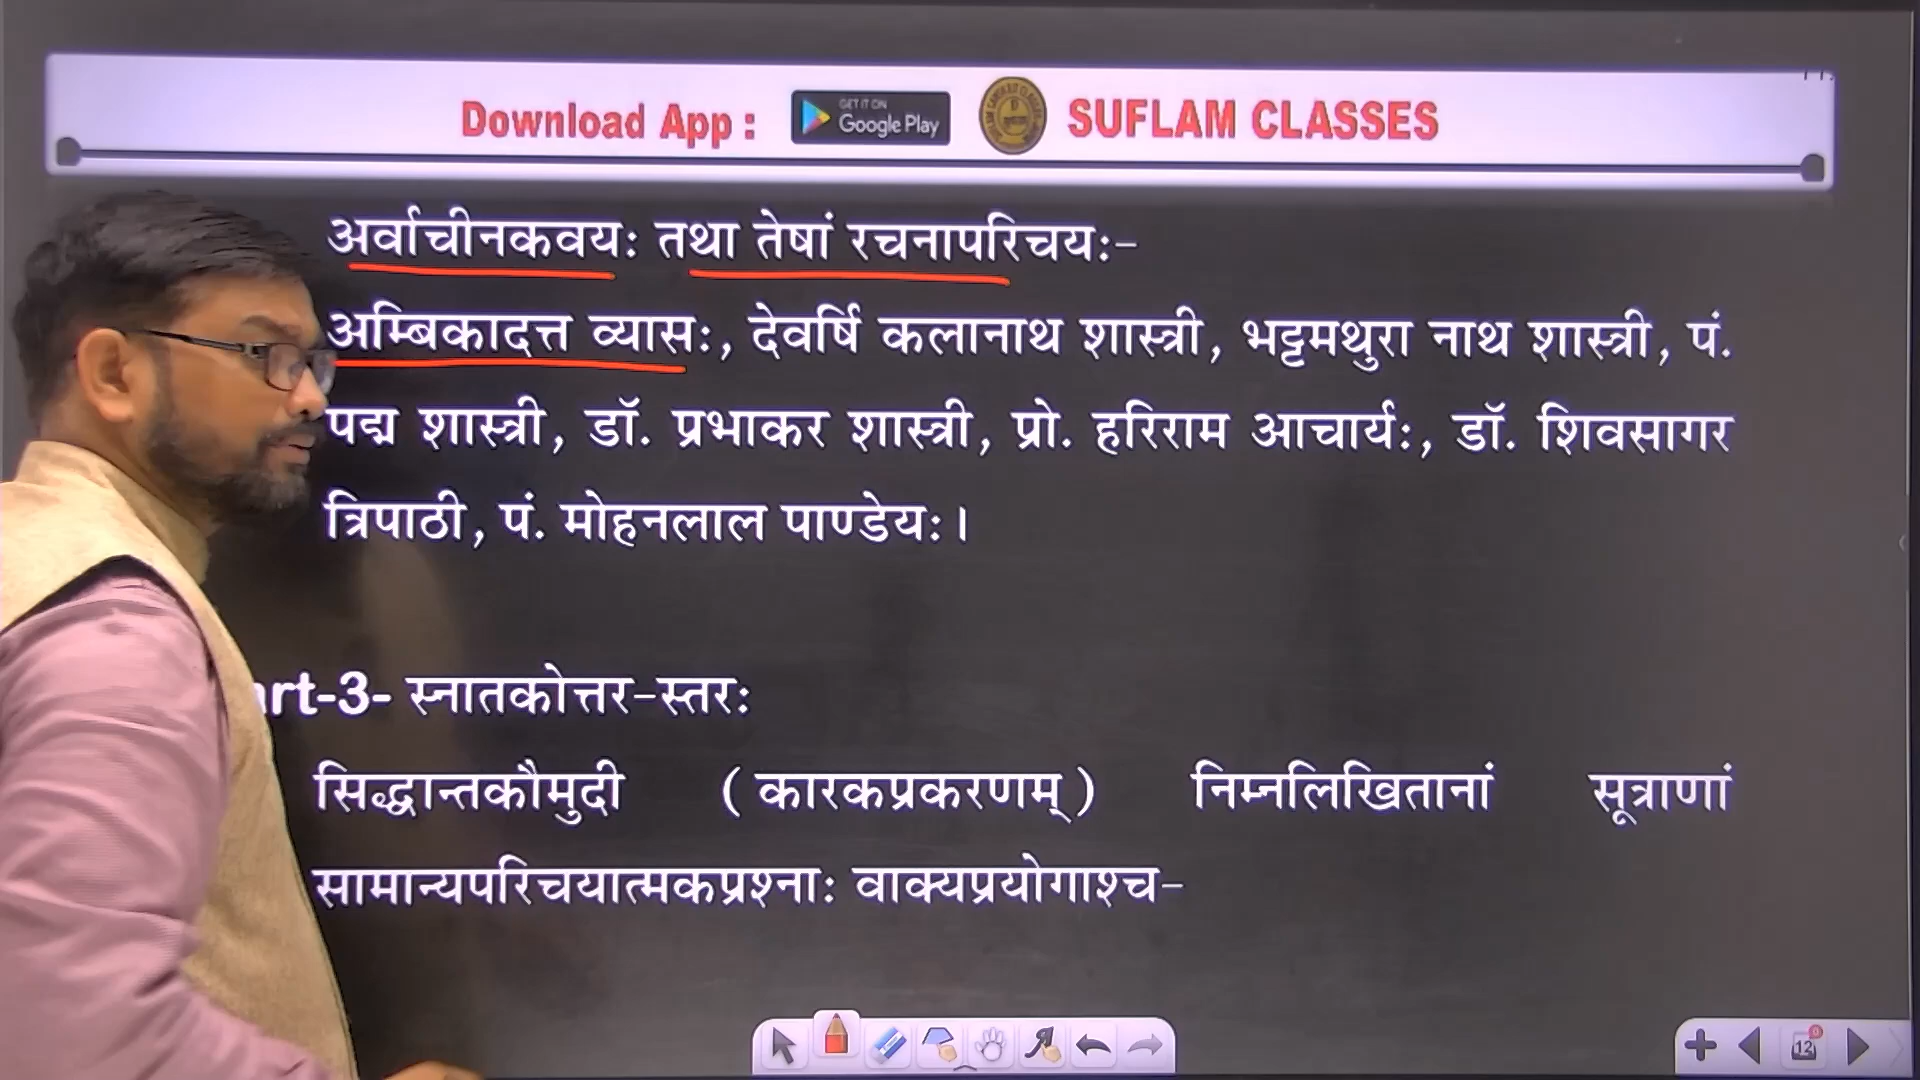 Download App : GET IT ON Google Play SUFLAM CLASSES
अर्वाचीनकवयः तथा तेषां रचनापरिचयः-
अम्बिकादत्त व्यासः, देवर्षि कलानाथ शास्त्री, भट्टमथुरा नाथ शास्त्री, पं.
पद्म शास्त्री, डॉ. प्रभाकर शास्त्री, प्रो. हरिराम आचार्यः, डॉ. शिवसागर
त्रिपाठी, पं. मोहनलाल पाण्डेयः।
art-3- स्नातकोत्तर-स्तरः
सिद्धान्तकौमुदी (कारकप्रकरणम्) निम्नलिखितानां सूत्राणां
सामान्यपरिचयात्मकप्रश्नाः वाक्यप्रयोगाश्च-
12